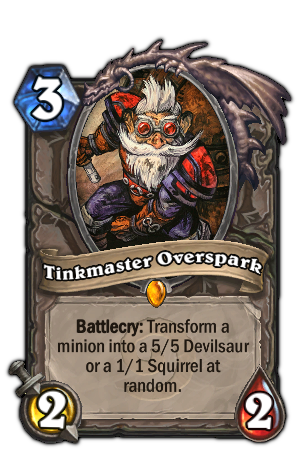 3
Tinkmaster Overspark
Battlecry: Transform a
minion into a 5/5 Devilsaur
or a 1/1 Squirrel at
random.
2
2